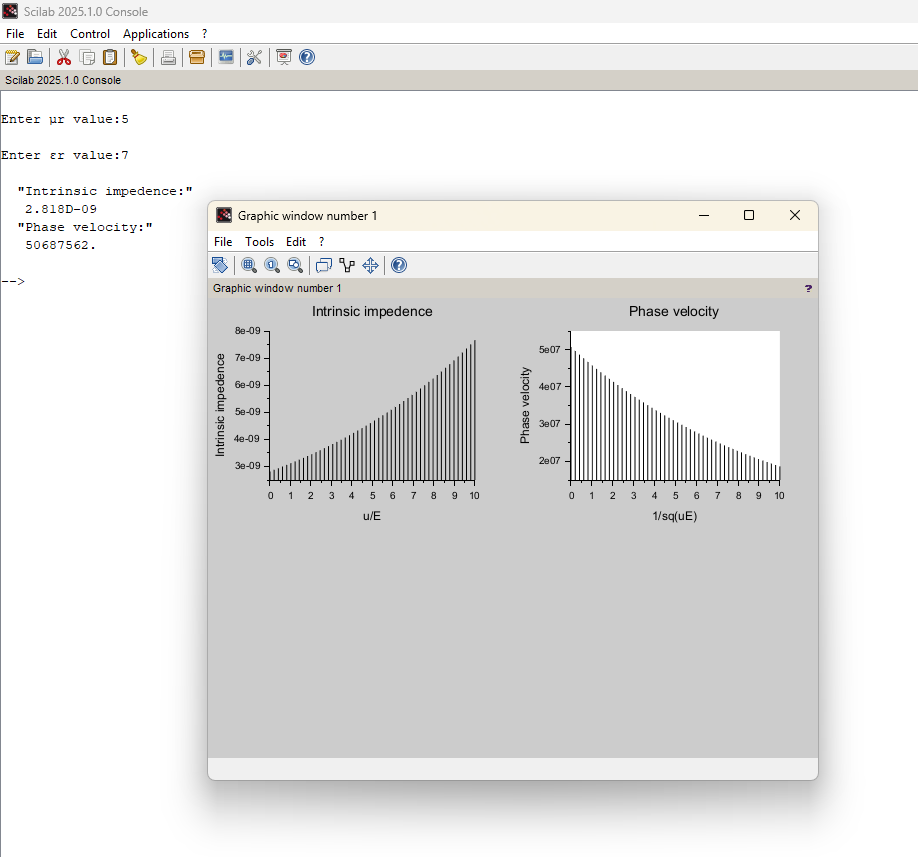 Scilab 2025.1.0 Console
File Edit Control Applications ?
Scilab 2025.1.0 Console
Enter μr value:5
Enter εr value:7
"Intrinsic impedence:"
2.818D-09
"Phase velocity:"
50687562.
-->
Graphic window number 1
File Tools Edit ?
Graphic window number 1 ?
Intrinsic impedence
Intrinsic impedence
8e-09
7e-09
6e-09
5e-09
4e-09
3e-09
0 1 2 3 4 5 6 7 8 9 10
u/E
Phase velocity
Phase velocity
5e07
4e07
3e07
2e07
0 1 2 3 4 5 6 7 8 9 10
1/sq(uE)